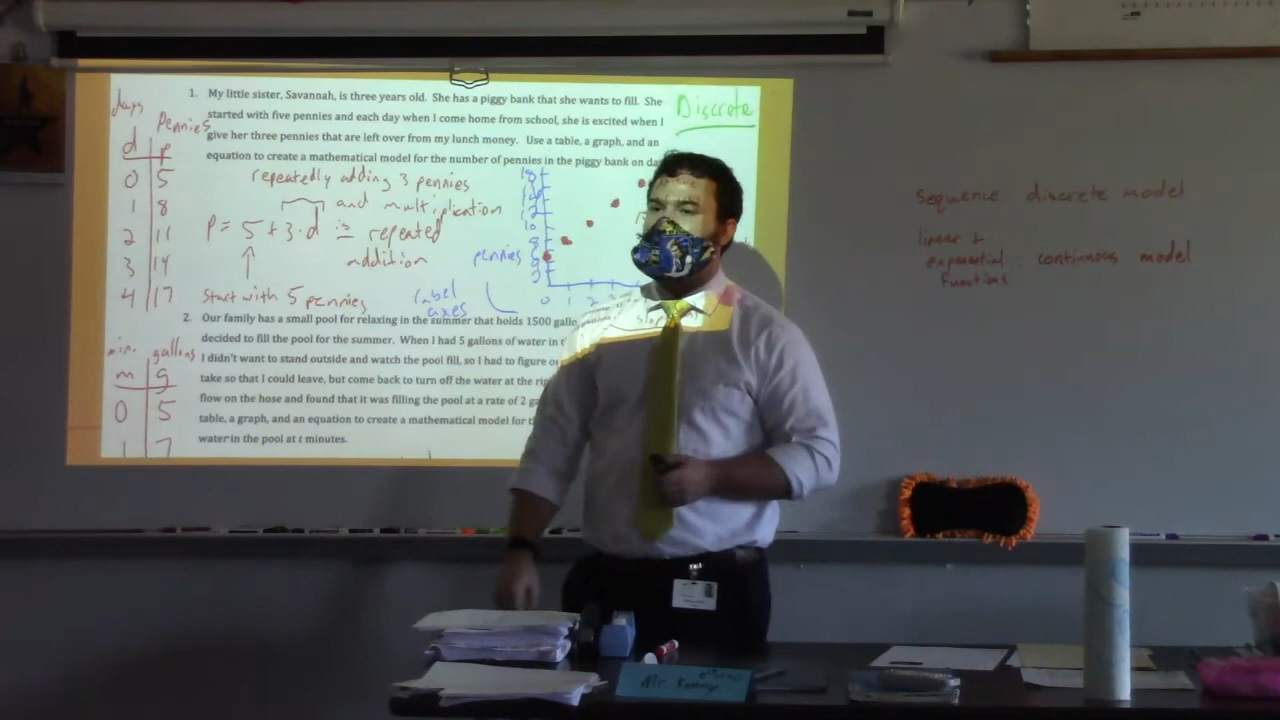 1. My little sister, Savannah, is three years old. She has a piggy bank that she wants to fill. She
started with five pennies and each day when I come home from school, she is excited when I
give her three pennies that are left over from my lunch money. Use a table, a graph, and an
equation to create a mathematical model for the number of pennies in the piggy bank on
Discrete
days Pennies
d p
0 5
1 8
2 11
3 14
4 17
repeatedly adding 3 pennies
and multiplication
p = 5 + 3·d is repeated
addition
start with 5 pennies
pennies
label
axes
10
8
0 1 2 3
2. Our family has a small pool for relaxing in the summer that holds 1500
decided to fill the pool for the summer. When I had 5 gallons of water in
I didn't want to stand outside and watch the pool fill, so I had to figure
take so that I could leave, but come back to turn off the water at the
flow on the hose and found that it was filling the pool at a rate of 2
table, a graph, and an equation to create a mathematical model for
water in the pool at t minutes.
min. gallons
m g
0 5
1 7
sequence discrete model
linear +
exponential continuous model
functions
Mr.